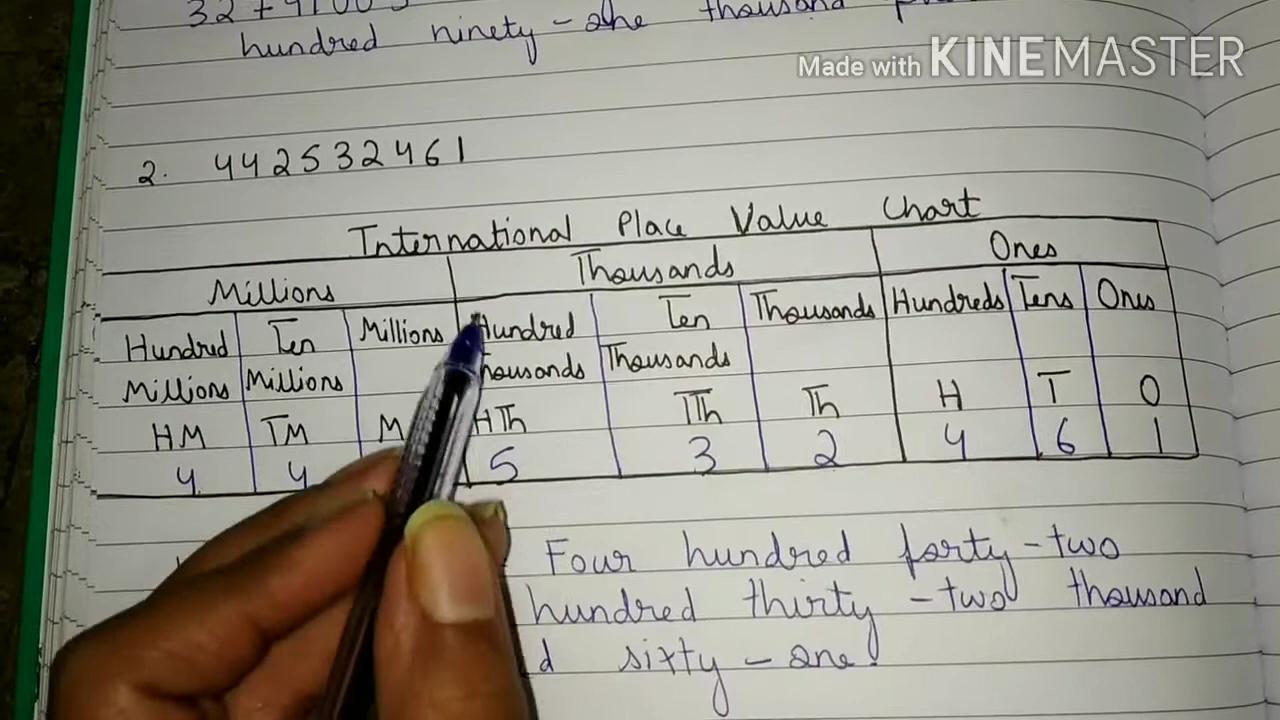 hundred ninety-one thousand
Made with KINEMASTER
2. 442532461
International Place Value Chart
Millions Thousands Ones
Hundred Ten Millions Hundred Ten Thousands Hundreds Tens Ones
Millions Millions Thousands
HM TM M HTh TTh Th H T O
4 4 5 3 2 4 6 1
Four hundred forty-two
hundred thirty-two thousand
sixty-one.